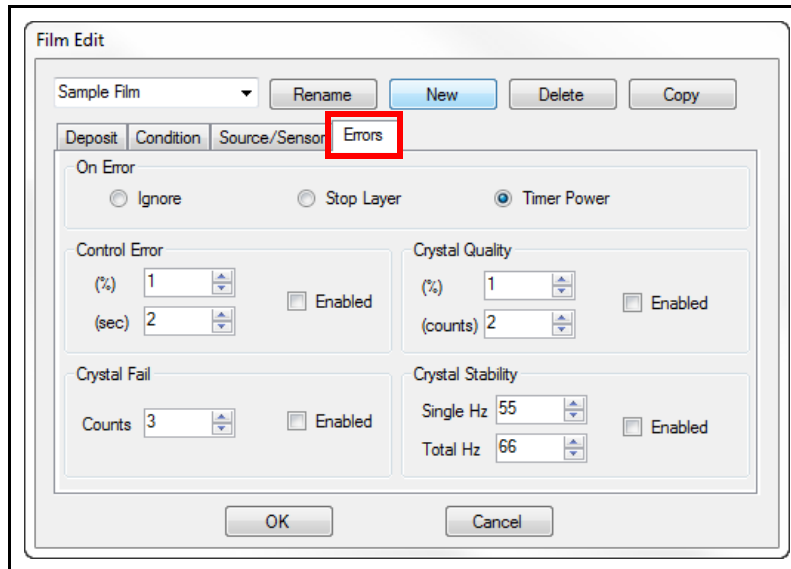 Film Edit
Sample Film Rename New Delete Copy
Deposit Condition Source/Sensor Errors
On Error
Ignore Stop Layer Timer Power
Control Error
(%) 1
(sec) 2
Enabled
Crystal Quality
(%) 1
(counts) 2
Enabled
Crystal Fail
Counts 3 Enabled
Crystal Stability
Single Hz 55
Total Hz 66
Enabled
OK Cancel